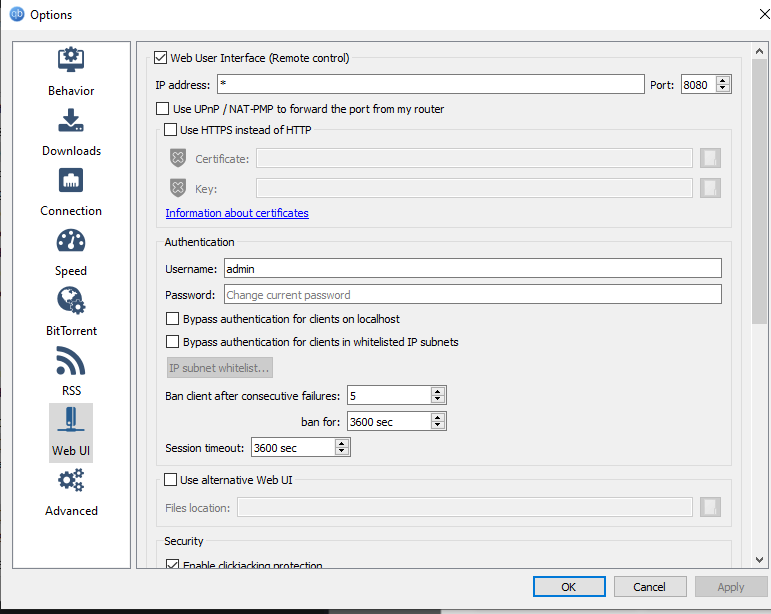 qb Options
Behavior
Downloads
Connection
Speed
BitTorrent
RSS
Web UI
Advanced
Web User Interface (Remote control)
IP address: * Port: 8080
Use UPnP / NAT-PMP to forward the port from my router
Use HTTPS instead of HTTP
Certificate:
Key:
Information about certificates
Authentication
Username: admin
Password: Change current password
Bypass authentication for clients on localhost
Bypass authentication for clients in whitelisted IP subnets
IP subnet whitelist...
Ban client after consecutive failures: 5
ban for: 3600 sec
Session timeout: 3600 sec
Use alternative Web UI
Files location:
Security
Enable clickjacking protection
OK Cancel Apply